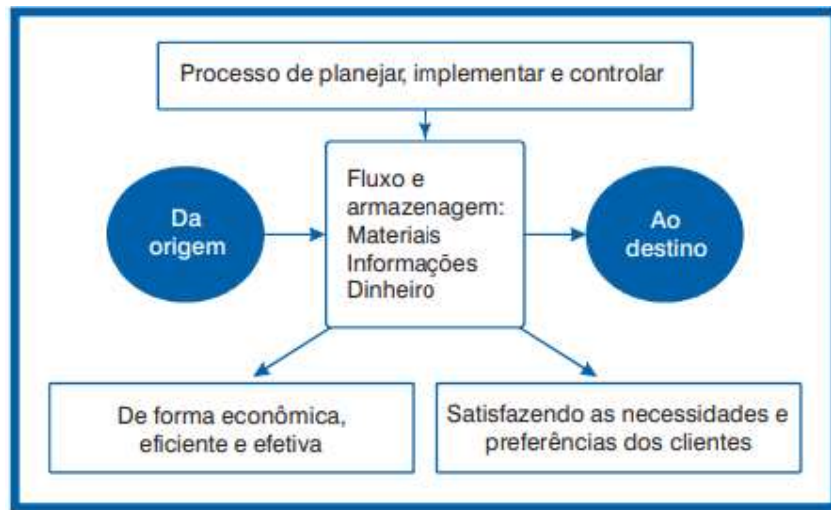 Processo de planejar, implementar e controlar
Da
origem
Fluxo e
armazenagem:
Materiais
Informações
Dinheiro
Ao
destino
De forma econômica,
eficiente e efetiva
Satisfazendo as necessidades e
preferências dos clientes